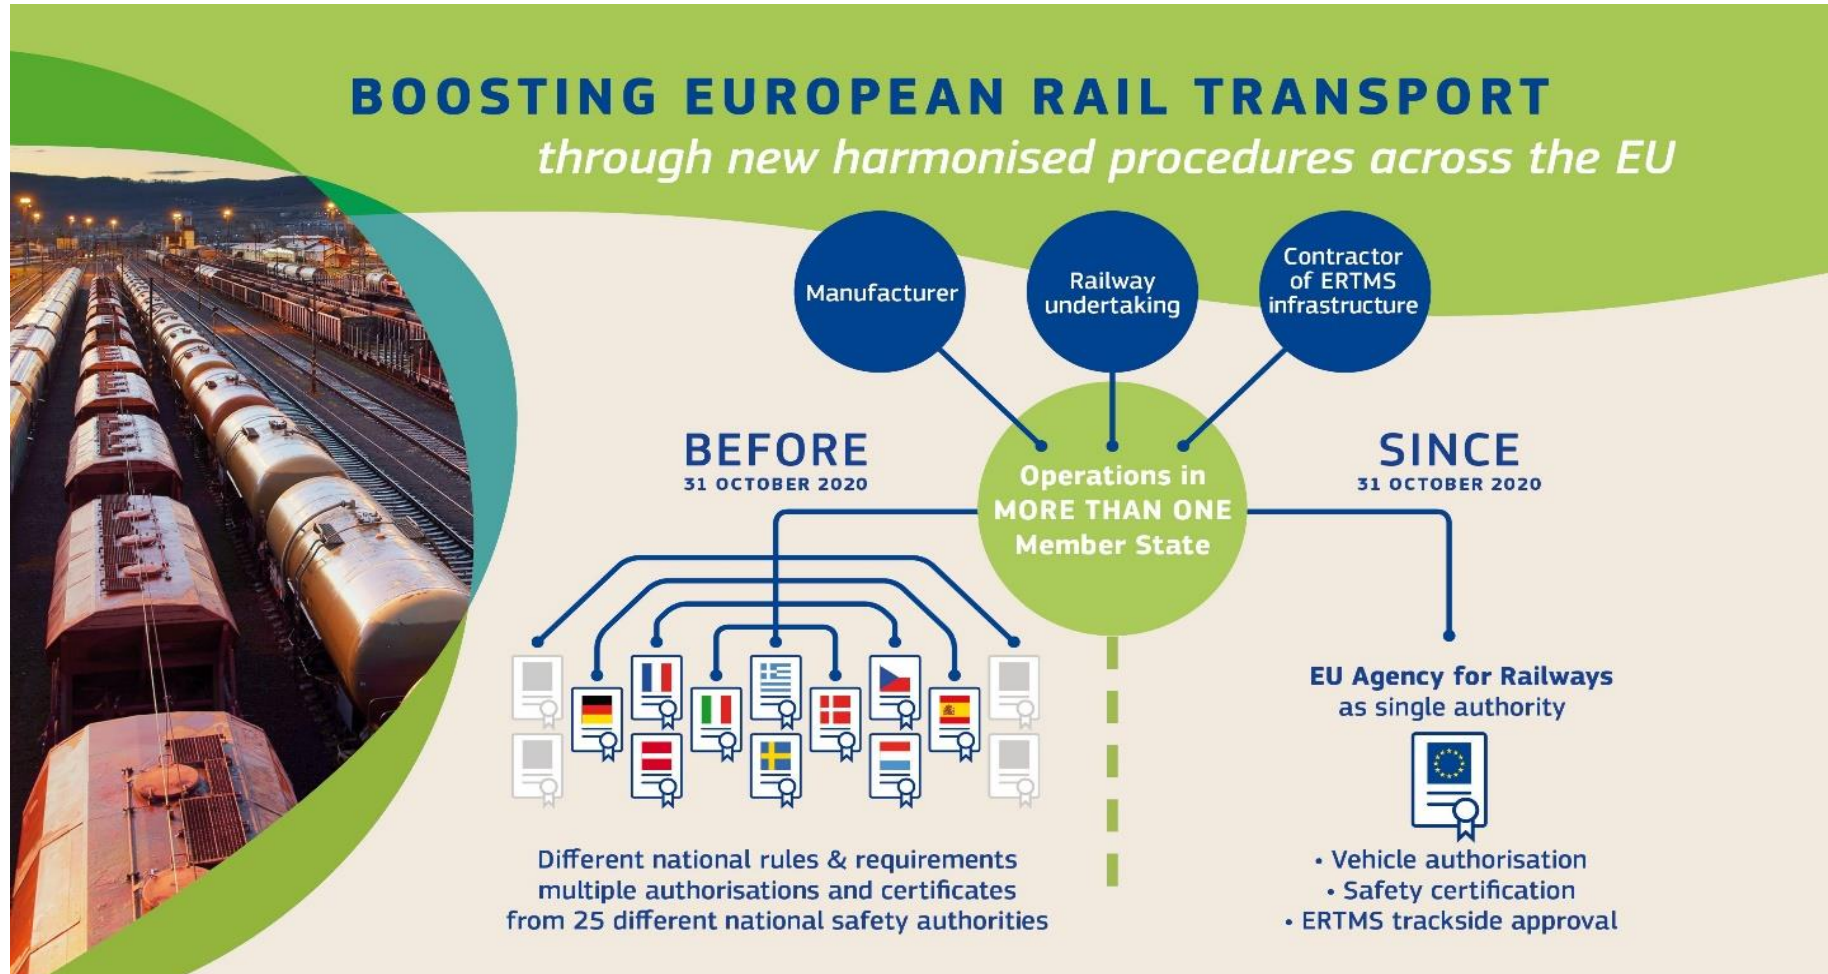 BOOSTING EUROPEAN RAIL TRANSPORT
through new harmonised procedures across the EU
Manufacturer
Railway
undertaking
Contractor
of ERTMS
infrastructure
BEFORE
31 OCTOBER 2020
Operations in
MORE THAN ONE
Member State
SINCE
31 OCTOBER 2020
EU Agency for Railways
as single authority
Different national rules & requirements
multiple authorisations and certificates
from 25 different national safety authorities
• Vehicle authorisation
• Safety certification
• ERTMS trackside approval